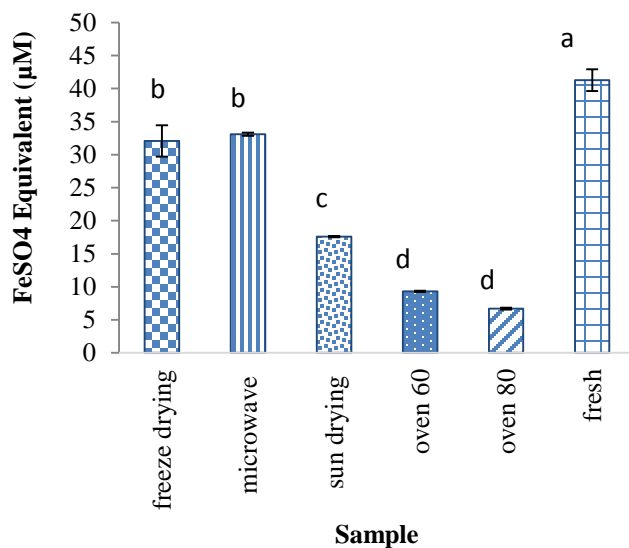 FeSO4 Equivalent (µM)
50
45
40
35
30
25
20
15
10
5
0
b
b
c
d
d
a
freeze drying
microwave
sun drying
oven 60
oven 80
fresh
Sample